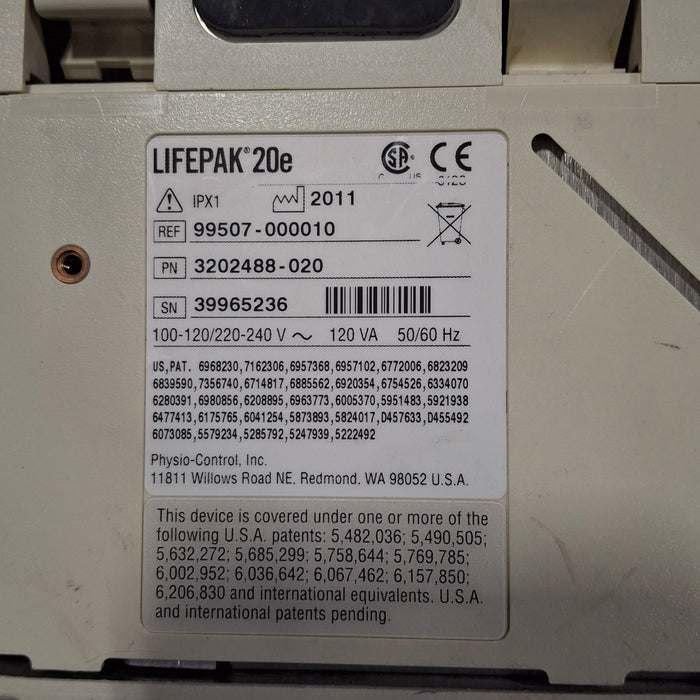 LIFEPAK® 20e
IPX1
2011
REF 99507-000010
PN 3202488-020
SN 39965236
100-120/220-240 V ~ 120 VA 50/60 Hz
US,PAT. 6968230,7162306,6957368,6957102,6772006,6823209
6839590,7356740,6714817,6885562,6920354,6754526,6334070
6280391,6980856,6208895,6963773,6005370,5951483,5921938
6477413,6175765,6041254,5873893,5824017,D457633,D455492
6073085,5579234,5285792,5247939,5222492
Physio-Control, Inc.
11811 Willows Road NE, Redmond, WA 98052 U.S.A.
This device is covered under one or more of the
following U.S.A. patents: 5,482,036; 5,490,505;
5,632,272; 5,685,299; 5,758,644; 5,769,785;
6,002,952; 6,036,642; 6,067,462; 6,157,850;
6,206,830 and international equivalents. U.S.A.
and international patents pending.